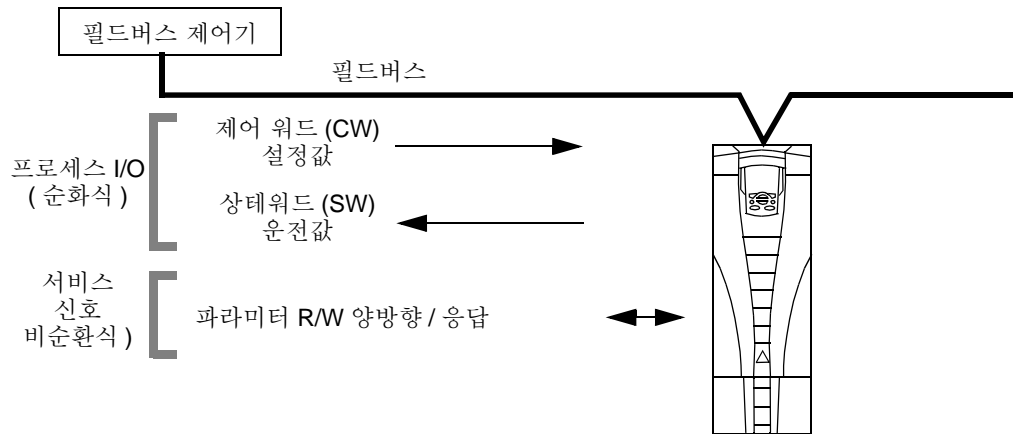 필드버스 제어기
필드버스
제어 워드 (CW)
설정값
프로세스 I/O
( 순화식 )
상테워드 (SW)
운전값
서비스
신호
비순환식 )
파라미터 R/W 양방향 / 응답